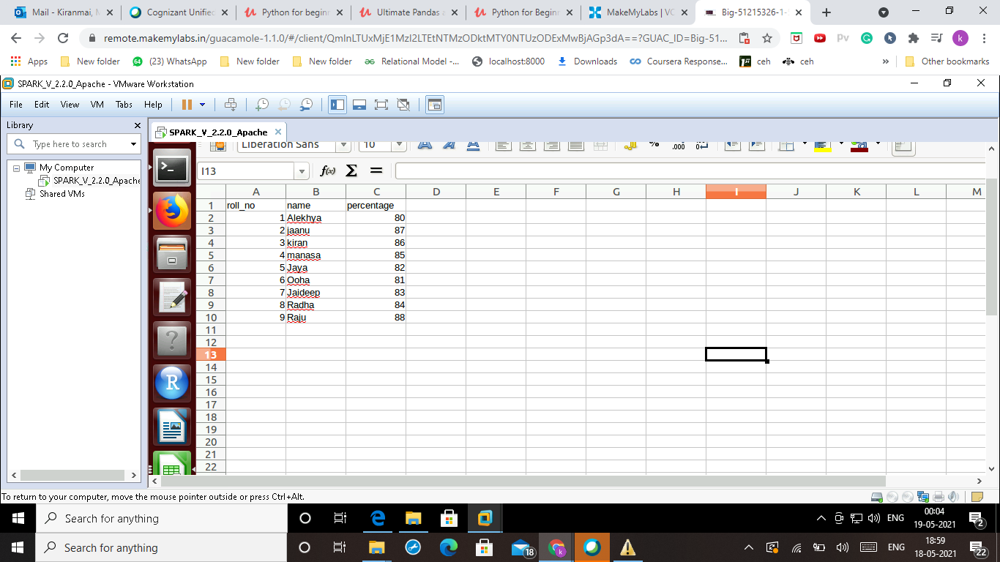 Mail - Kiranmai, M
Cognizant Unified
Python for beginn
Ultimate Pandas a
Python for Beginn
MakeMyLabs | VC
Big-51215326-1-
remote.makemylabs.in/guacamole-1.1.0/#/client/QmlnLTUxMjE1MzI2LTEtNTMzODktMTY0NTUzODExMwBjAGp3dA==?GUAC_ID=Big-51...
Apps
New folder
(23) WhatsApp
New folder
New folder
Relational Model -...
localhost:8000
Downloads
Coursera Response...
ceh
ceh
»
Other bookmarks
SPARK_V_2.2.0_Apache - VMware Workstation
File Edit View VM Tabs Help
Library
Type here to search
My Computer
SPARK_V_2.2.0_Apache
Shared VMs
SPARK_V_2.2.0_Apache
Liberation Sans 10
I13
A B C D E F G H I J K L M
1 roll_no name percentage
2 1 Alekhya 80
3 2 jaanu 87
4 3 kiran 86
5 4 manasa 85
6 5 Jaya 82
7 6 Ooha 81
8 7 Jaideep 83
9 8 Radha 84
10 9 Raju 88
11
12
13
14
15
16
17
18
19
20
21
22
To return to your computer, move the mouse pointer outside or press Ctrl+Alt.
Search for anything
ENG
00:04
19-05-2021
2
Search for anything
18
ENG
18:59
18-05-2021
22